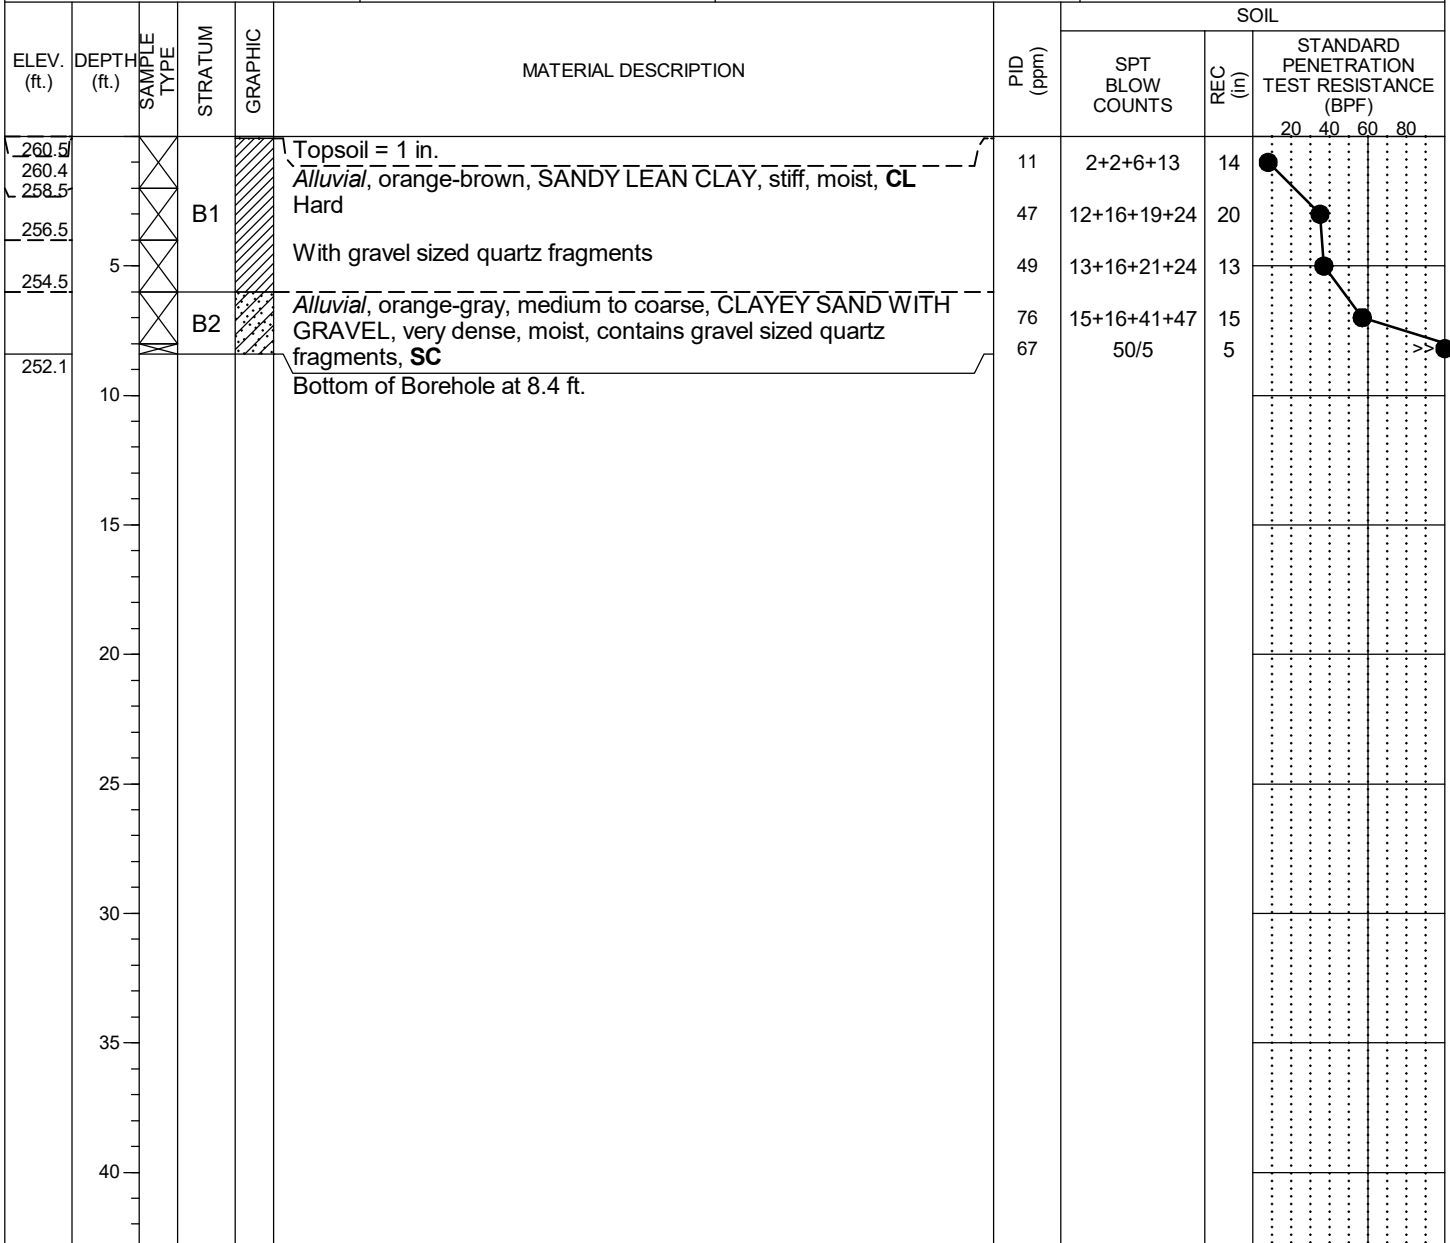 SOIL
ELEV.
(ft.)
DEPTH
(ft.)
SAMPLE
TYPE
STRATUM
GRAPHIC
MATERIAL DESCRIPTION
PID
(ppm)
SPT
BLOW
COUNTS
REC
(in)
STANDARD
PENETRATION
TEST RESISTANCE
(BPF)
20 40 60 80
260.5 Topsoil = 1 in. 11 2+2+6+13 14
260.4 Alluvial, orange-brown, SANDY LEAN CLAY, stiff, moist, CL
258.5 Hard
B1 47 12+16+19+24 20
256.5
With gravel sized quartz fragments
5 49 13+16+21+24 13
254.5
Alluvial, orange-gray, medium to coarse, CLAYEY SAND WITH 76 15+16+41+47 15
B2 GRAVEL, very dense, moist, contains gravel sized quartz
fragments, SC 67 50/5 5 >>
252.1
Bottom of Borehole at 8.4 ft.
10
15
20
25
30
35
40